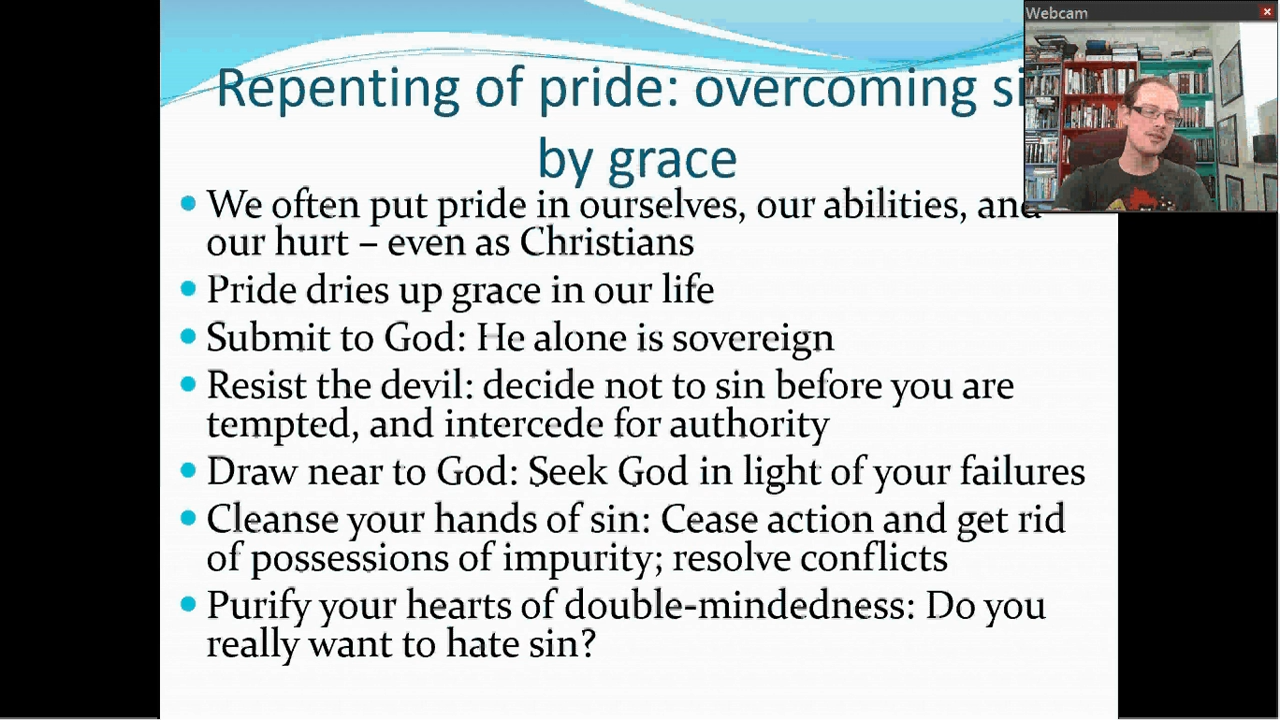 Webcam
Repenting of pride: overcoming si
by grace
• We often put pride in ourselves, our abilities, and
our hurt – even as Christians
• Pride dries up grace in our life
• Submit to God: He alone is sovereign
• Resist the devil: decide not to sin before you are
tempted, and intercede for authority
• Draw near to God: Seek God in light of your failures
• Cleanse your hands of sin: Cease action and get rid
of possessions of impurity; resolve conflicts
• Purify your hearts of double-mindedness: Do you
really want to hate sin?